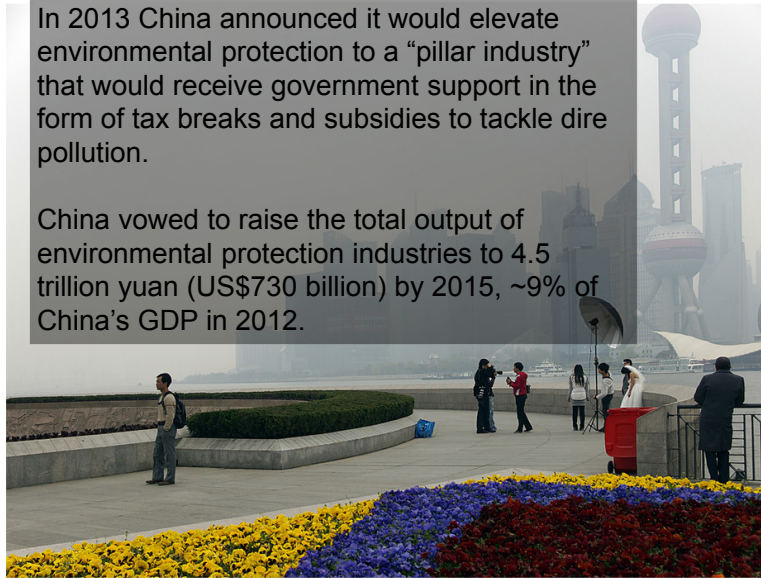 In 2013 China announced it would elevate
environmental protection to a “pillar industry”
that would receive government support in the
form of tax breaks and subsidies to tackle dire
pollution.
China vowed to raise the total output of
environmental protection industries to 4.5
trillion yuan (US$730 billion) by 2015, ~9% of
China’s GDP in 2012.